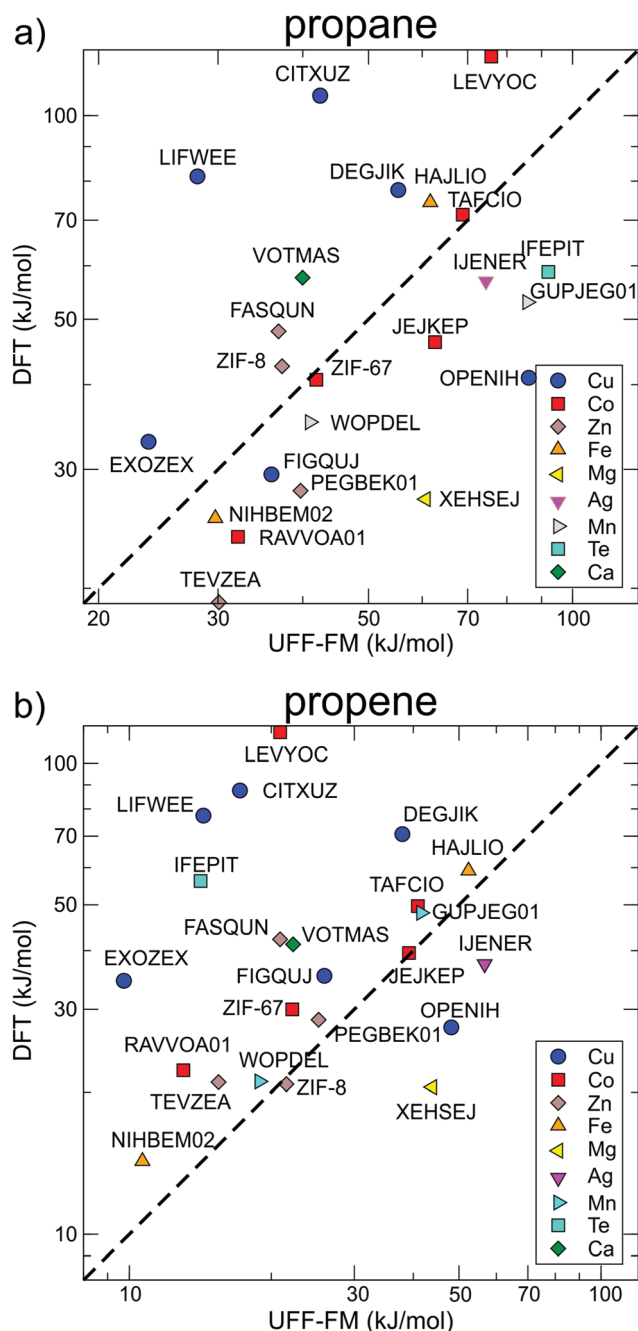 a)
propane
CITXUZ
LEVYOC
LIFWEE
DEGJIK
HAJLIO
TAFCIO
VOTMAS
IJENER
IFEPIT
GUPJEG01
FASQUN
ZIF-8
ZIF-67
JEJKEP
OPENIH
WOPDEL
EXOZEX
FIGQUJ
PEGBEK01
XEHSEJ
NIHBEM02
RAVVOA01
TEVZEA
Cu
Co
Zn
Fe
Mg
Ag
Mn
Te
Ca
100
70
50
30
DFT (kJ/mol)
20 30 50 70 100
UFF-FM (kJ/mol)
b)
propene
LEVYOC
CITXUZ
LIFWEE
DEGJIK
IFEPIT
HAJLIO
TAFCIO
FASQUN
VOTMAS
GUPJEG01
IJENER
EXOZEX
FIGQUJ
JEJKEP
ZIF-67
OPENIH
PEGBEK01
RAVVOA01
WOPDEL
TEVZEA
ZIF-8
XEHSEJ
NIHBEM02
Cu
Co
Zn
Fe
Mg
Ag
Mn
Te
Ca
100
70
50
30
10
DFT (kJ/mol)
10 30 50 70 100
UFF-FM (kJ/mol)